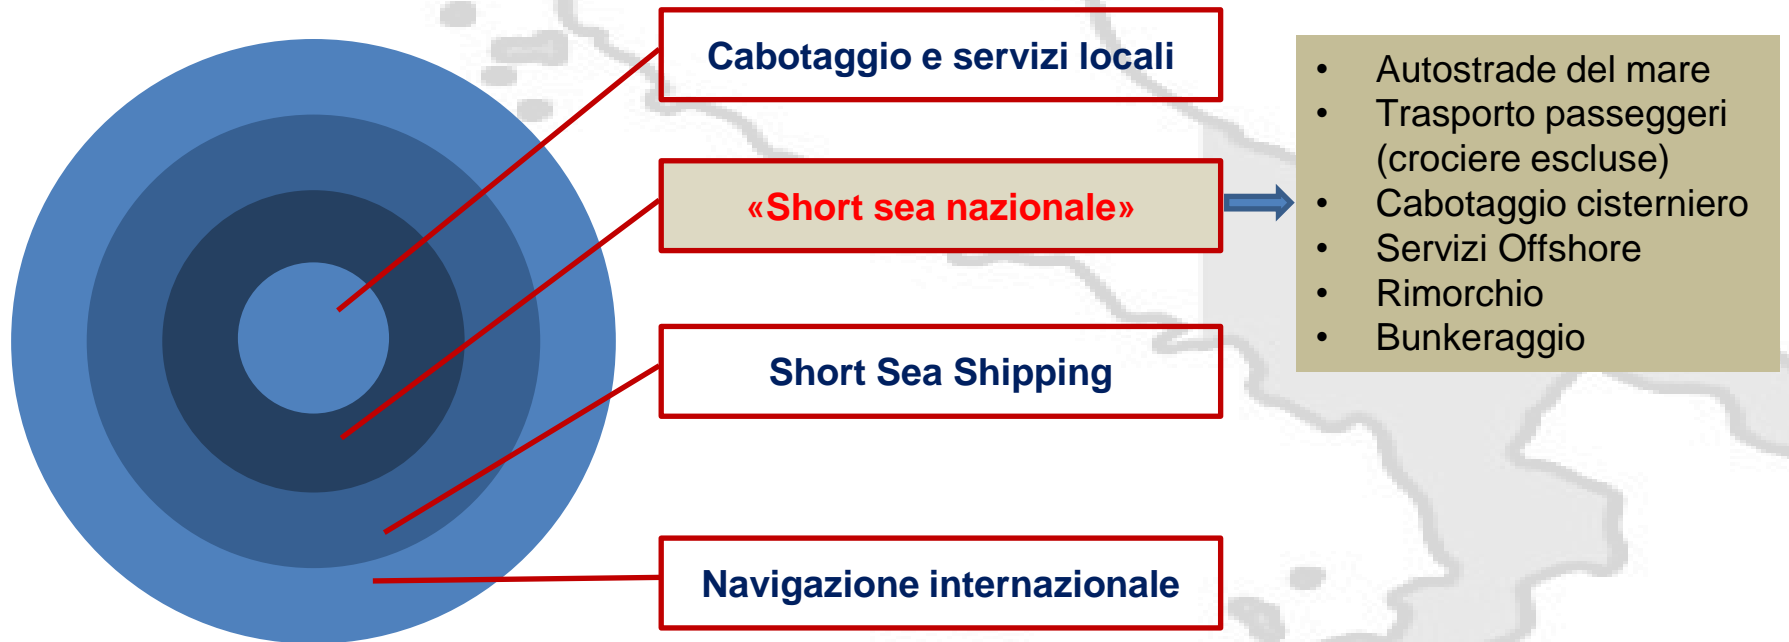 Cabotaggio e servizi locali
«Short sea nazionale»
Short Sea Shipping
Navigazione internazionale
• Autostrade del mare
• Trasporto passeggeri
(crociere escluse)
• Cabotaggio cisterniero
• Servizi Offshore
• Rimorchio
• Bunkeraggio